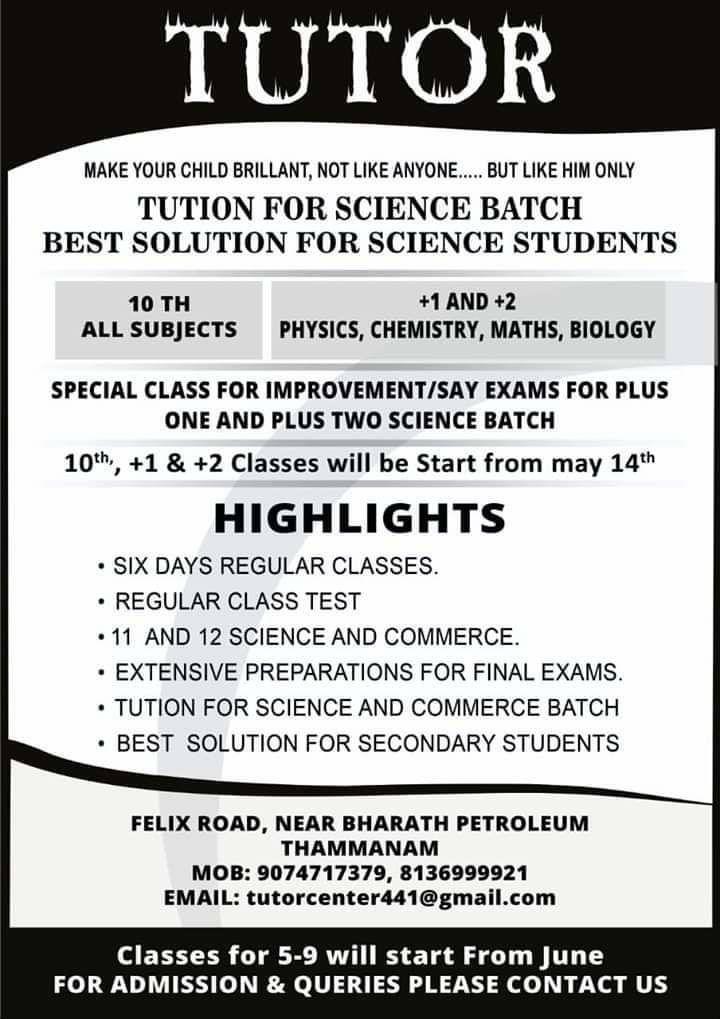 TUTOR
MAKE YOUR CHILD BRILLANT, NOT LIKE ANYONE..... BUT LIKE HIM ONLY
TUTION FOR SCIENCE BATCH
BEST SOLUTION FOR SCIENCE STUDENTS
10 TH
ALL SUBJECTS
+1 AND +2
PHYSICS, CHEMISTRY, MATHS, BIOLOGY
SPECIAL CLASS FOR IMPROVEMENT/SAY EXAMS FOR PLUS
ONE AND PLUS TWO SCIENCE BATCH
10th, +1 & +2 Classes will be Start from may 14th
HIGHLIGHTS
• SIX DAYS REGULAR CLASSES.
• REGULAR CLASS TEST
• 11 AND 12 SCIENCE AND COMMERCE.
• EXTENSIVE PREPARATIONS FOR FINAL EXAMS.
• TUTION FOR SCIENCE AND COMMERCE BATCH
• BEST SOLUTION FOR SECONDARY STUDENTS
FELIX ROAD, NEAR BHARATH PETROLEUM
THAMMANAM
MOB: 9074717379, 8136999921
EMAIL: tutorcenter441@gmail.com
Classes for 5-9 will start From June
FOR ADMISSION & QUERIES PLEASE CONTACT US